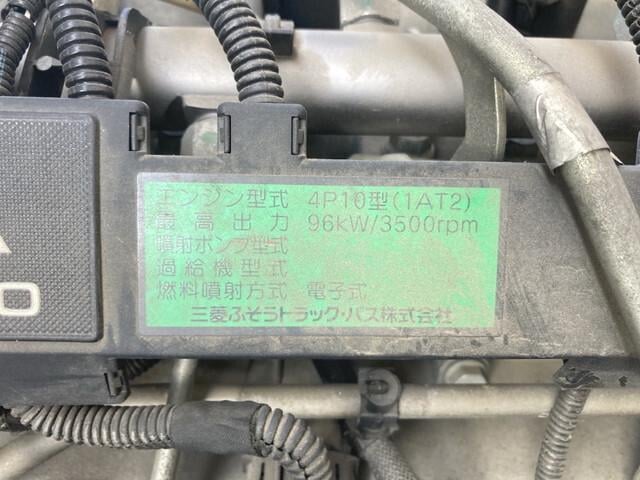 エンジン型式 4P10型(1AT2)
最高出力 96kW/3500rpm
噴射ポンプ型式
過給機型式
燃料噴射方式 電子式
三菱ふそうトラック・バス株式会社